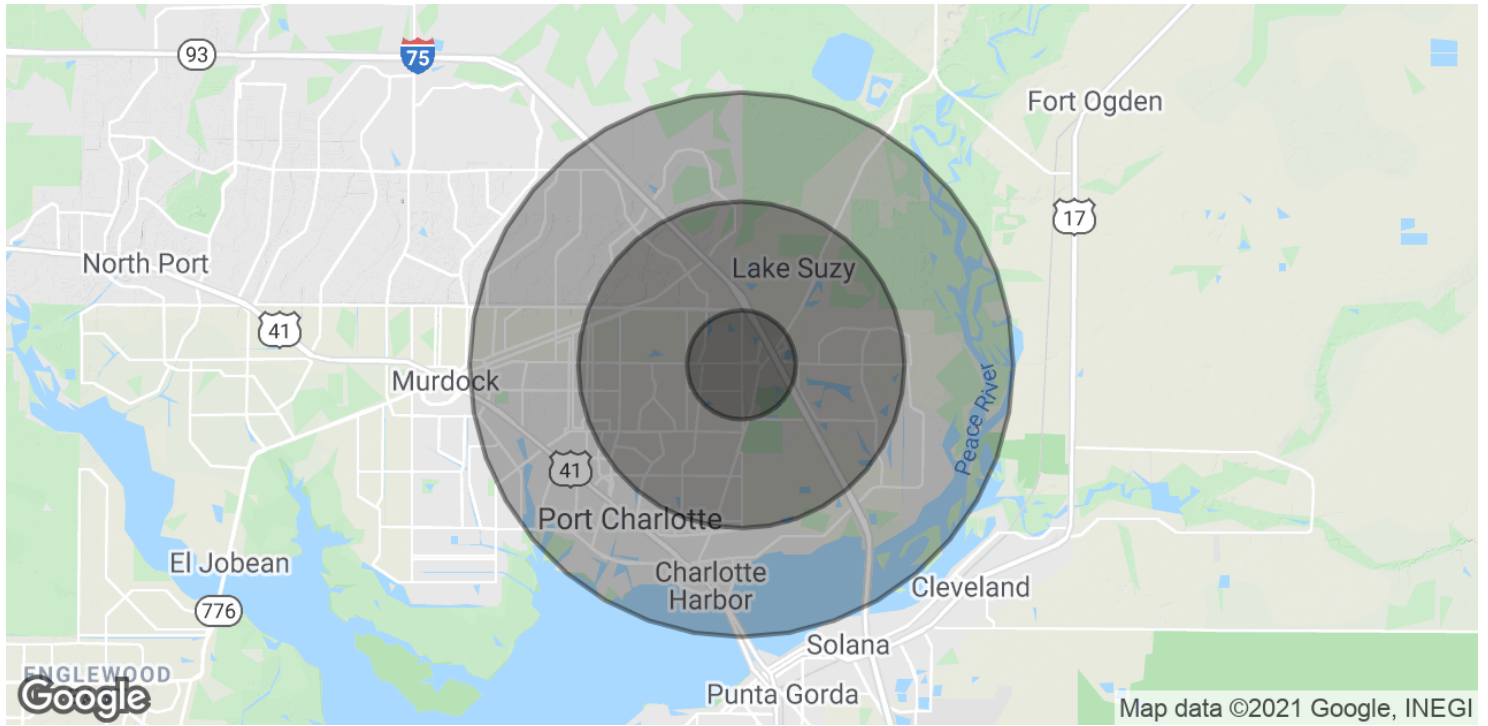 93
75
Fort Ogden
17
Lake Suzy
North Port
41
Murdock
Peace River
41
Port Charlotte
El Jobean
Charlotte
Harbor
Cleveland
776
Solana
ENGLEWOOD
Google
Punta Gorda
Map data ©2021 Google, INEGI